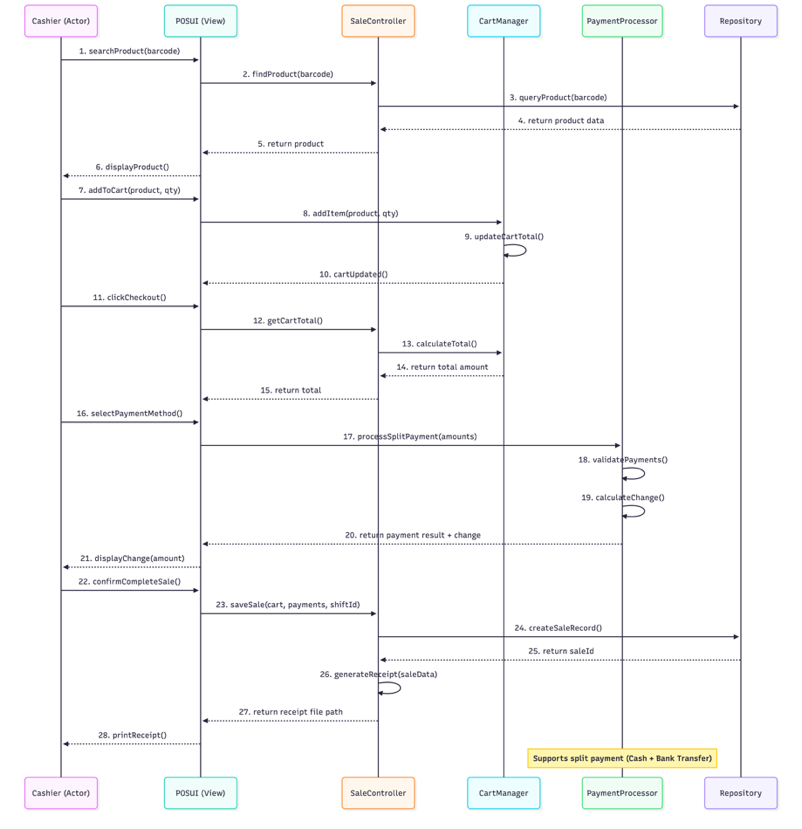 Cashier (Actor)
POSUI (View)
SaleController
CartManager
PaymentProcessor
Repository
1. searchProduct(barcode)
2. findProduct(barcode)
3. queryProduct(barcode)
4. return product data
5. return product
6. displayProduct()
7. addToCart(product, qty)
8. addItem(product, qty)
9. updateCartTotal()
10. cartUpdated()
11. clickCheckout()
12. getCartTotal()
13. calculateTotal()
14. return total amount
15. return total
16. selectPaymentMethod()
17. processSplitPayment(amounts)
18. validatePayments()
19. calculateChange()
20. return payment result + change
21. displayChange(amount)
22. confirmCompleteSale()
23. saveSale(cart, payments, shiftId)
24. createSaleRecord()
25. return saleId
26. generateReceipt(saleData)
27. return receipt file path
28. printReceipt()
Supports split payment (Cash + Bank Transfer)
Cashier (Actor)
POSUI (View)
SaleController
CartManager
PaymentProcessor
Repository